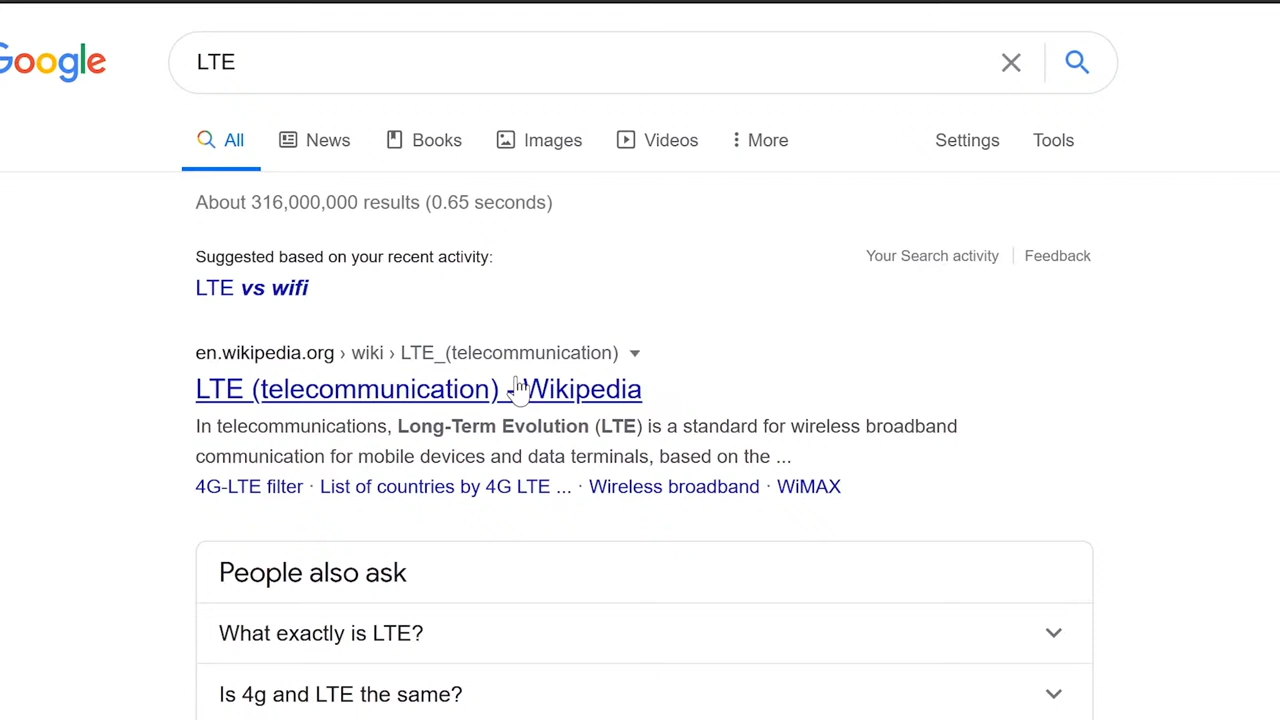 Google
LTE
All News Books Images Videos More Settings Tools
About 316,000,000 results (0.65 seconds)
Suggested based on your recent activity: Your Search activity Feedback
LTE vs wifi
en.wikipedia.org › wiki › LTE_(telecommunication)
LTE (telecommunication) - Wikipedia
In telecommunications, Long-Term Evolution (LTE) is a standard for wireless broadband
communication for mobile devices and data terminals, based on the ...
4G-LTE filter · List of countries by 4G LTE ... · Wireless broadband · WiMAX
People also ask
What exactly is LTE?
Is 4g and LTE the same?